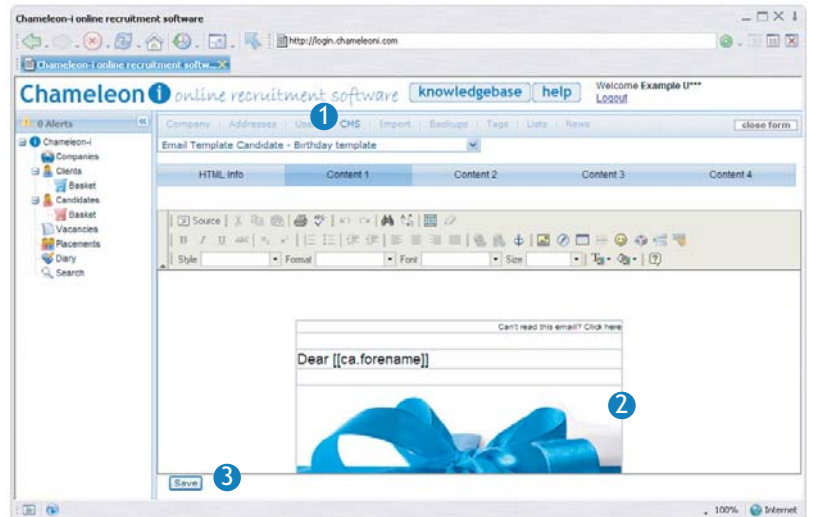 Chameleon-i online recruitment software
http://login.chameleoni.com
Chameleon-i online recruitment softw...
Chameleon i online recruitment software knowledgebase help Welcome Example U***
Logout
1
0 Alerts
Company Addresses Use CMS Import Backups Tags Lists News close form
Chameleon-i
Companies
Clients
Basket
Candidates
Basket
Vacancies
Placements
Diary
Search
Email Template Candidate - Birthday template
HTML Info Content 1 Content 2 Content 3 Content 4
Source
B I U ABC
Style Format Font Size
Can't read this email? Click here
Dear [[ca.forename]]
2
Save 3
100% Internet